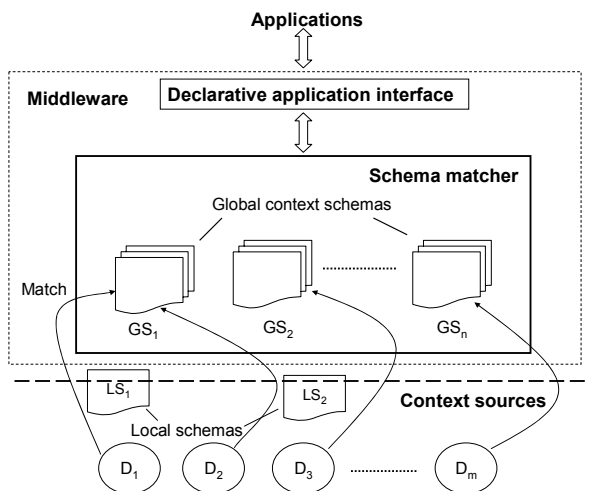 Applications
Middleware
Declarative application interface
Schema matcher
Global context schemas
Match
GS1
GS2
GSn
LS1
LS2
Context sources
Local schemas
D1
D2
D3
Dm